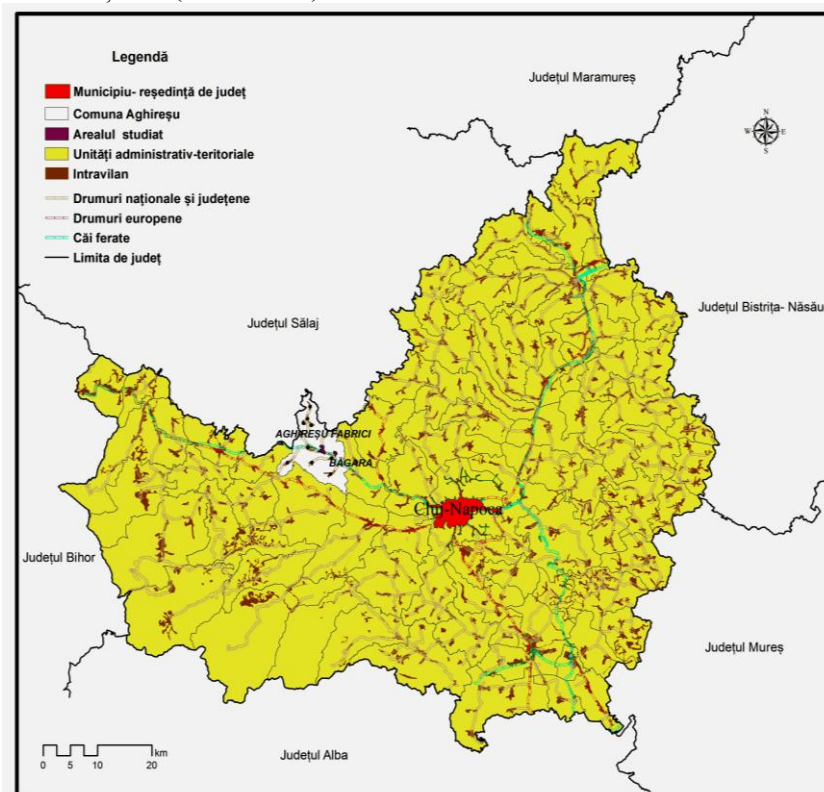 Legendă
Municipiu- reședință de județ
Comuna Aghireșu
Arealul studiat
Unități administrativ-teritoriale
Intravilan
Drumuri naționale și județene
Drumuri europene
Căi ferate
Limita de județ
Județul Maramureș
N
W E
S
Județul Bistrița- Năsău
Județul Sălaj
AGHIREȘU FABRICI
BĂGARA
Cluj-Napoca
Județul Bihor
Județul Mureș
Județul Alba
km
0 5 10 20